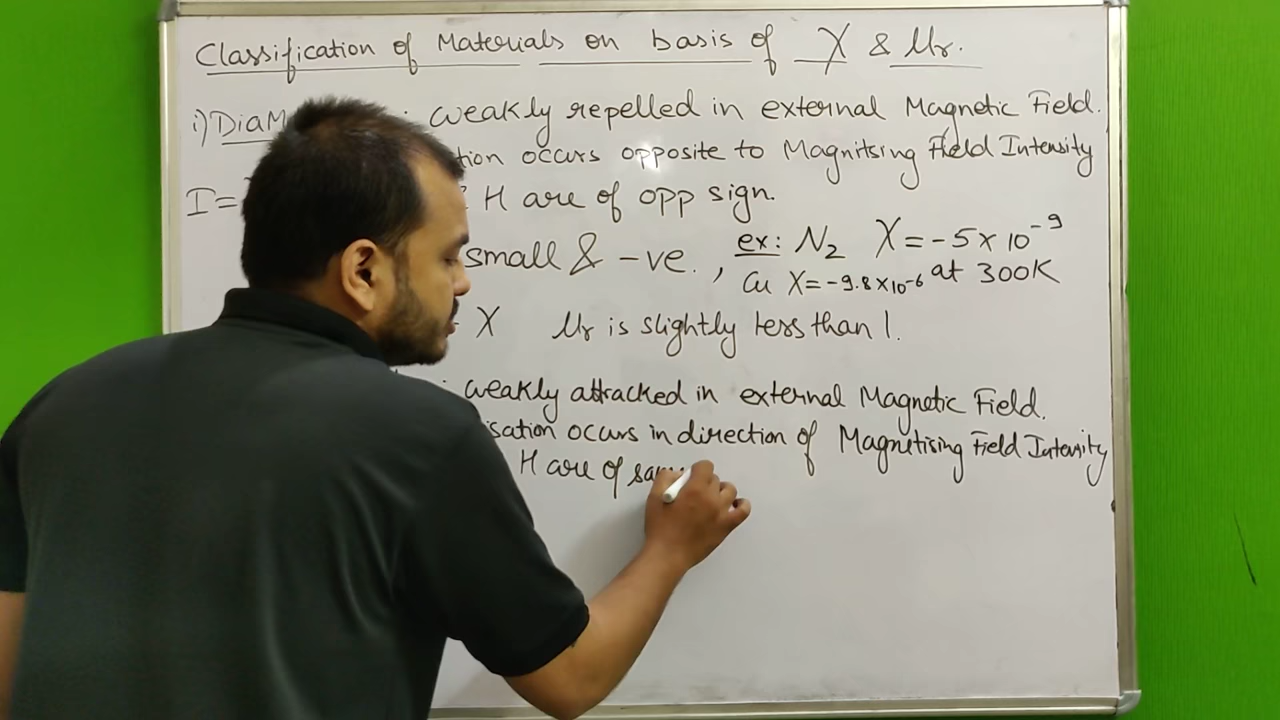 Classification of Materials on basis of χ & μr.
i) DiaM : weakly repelled in external Magnetic Field.
tion occurs opposite to Magnitsing Field Intensity
I = H are of opp sign.
small & -ve. , ex: N2 χ = -5 x 10^-9
Cu χ = -9.8 x 10^-6 at 300K
χ μr is slightly less than 1.
: weakly attracked in external Magnetic Field.
isation occurs in direction of Magnetising Field Intensity
H are of sam